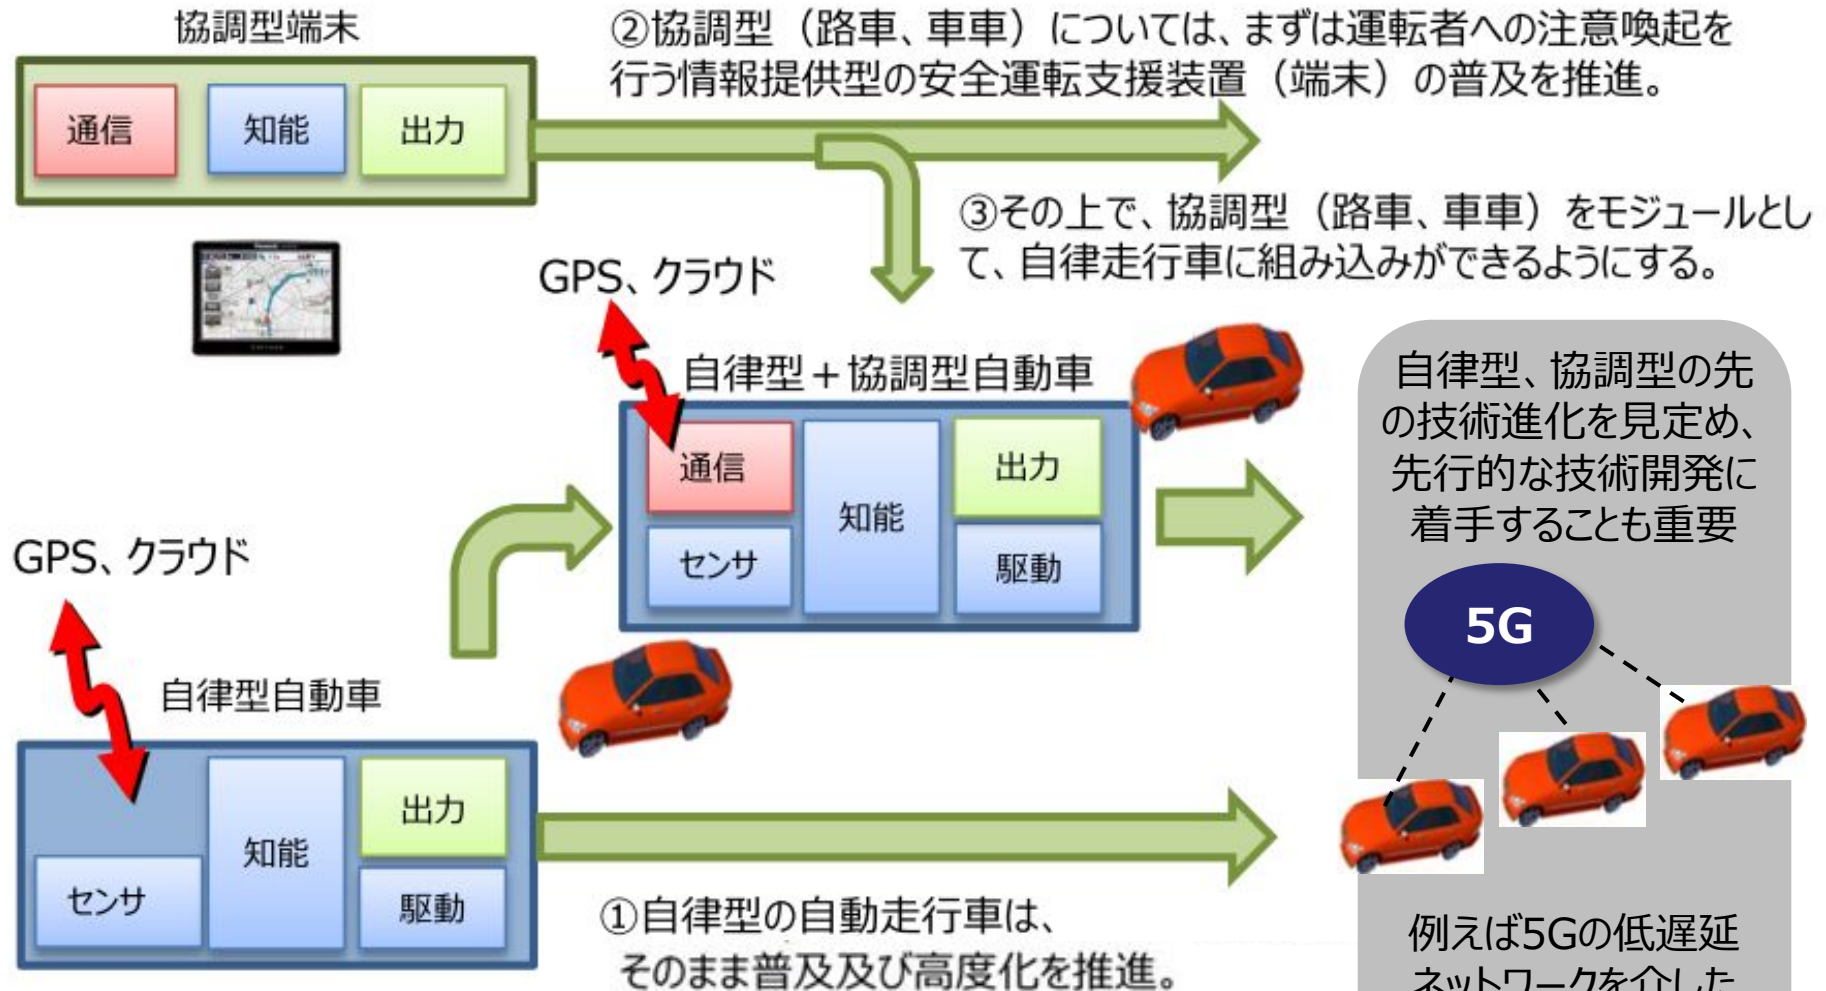 協調型端末
通信
知能
出力
②協調型（路車、車車）については、まずは運転者への注意喚起を
行う情報提供型の安全運転支援装置（端末）の普及を推進。
③その上で、協調型（路車、車車）をモジュールとし
て、自律走行車に組み込みができるようにする。
GPS、クラウド
自律型＋協調型自動車
通信
センサ
知能
出力
駆動
GPS、クラウド
自律型自動車
センサ
知能
出力
駆動
①自律型の自動走行車は、
そのまま普及及び高度化を推進。
自律型、協調型の先
の技術進化を見定め、
先行的な技術開発に
着手することも重要
5G
例えば5Gの低遅延
ネットワークを介した